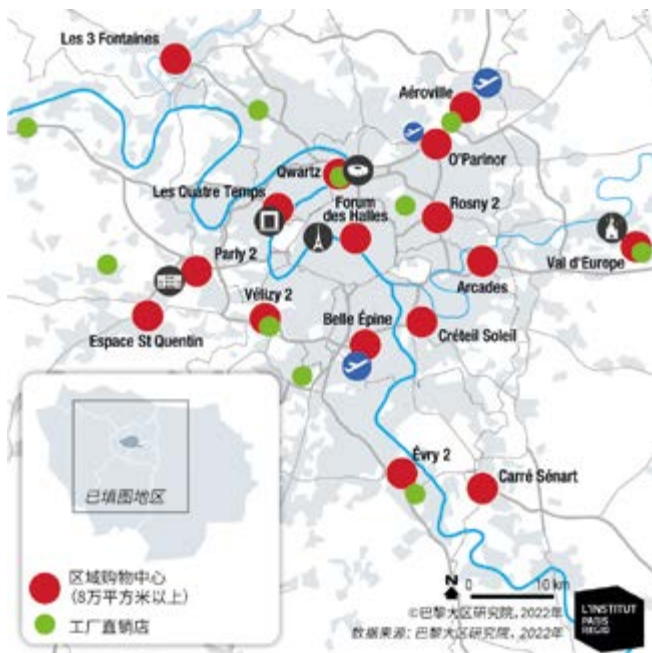 Les 3 Fontaines
Aéroville
O'Parinor
Qwartz
Les Quatre Temps
Forum
des Halles
Rosny 2
Parly 2
Val d'Europe
Arcades
Vélizy 2
Espace St Quentin
Belle Épine
Créteil Soleil
Évry 2
Carré Sénart
已填图地区
区域购物中心
(8万平方米以上)
工厂直销店
N
0 10 km
©巴黎大区研究院，2022年
数据来源：巴黎大区研究院，2022年
L'INSTITUT
PARIS
REGION